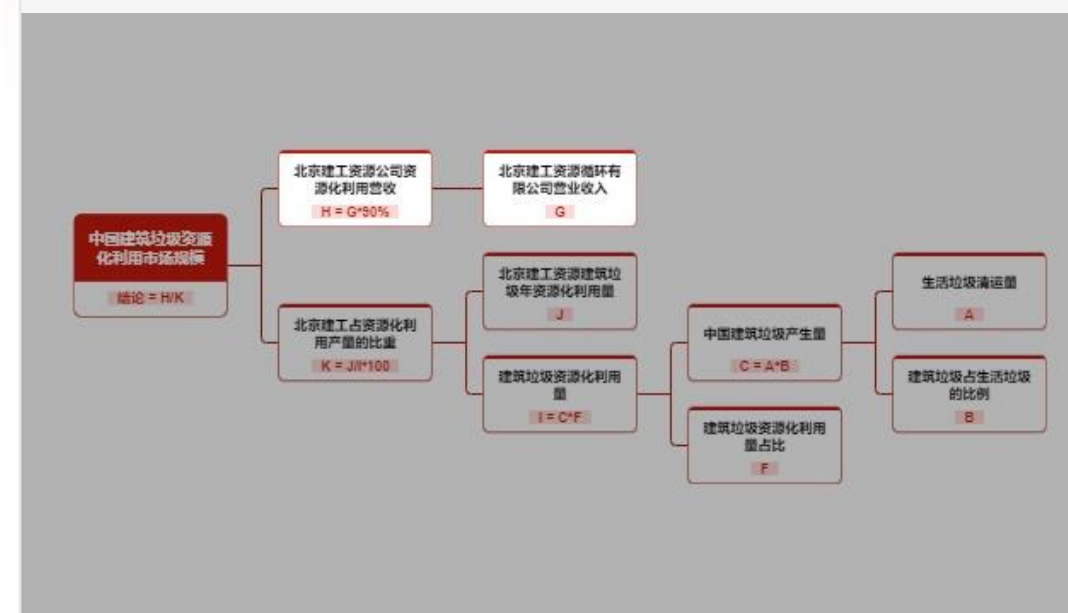 北京建工资源公司资
源化利用营收
H = G*90%
北京建工资源循环有
限公司营业收入
G
中国建筑垃圾资源
化利用市场规模
结论 = H/K
北京建工资源建筑垃
圾年资源化利用量
J
生活垃圾清运量
A
北京建工占资源化利
用产量的比重
K = J/I*100
中国建筑垃圾产生量
C = A*B
建筑垃圾资源化利用
量
I = C*F
建筑垃圾占生活垃圾
的比例
B
建筑垃圾资源化利用
量占比
F